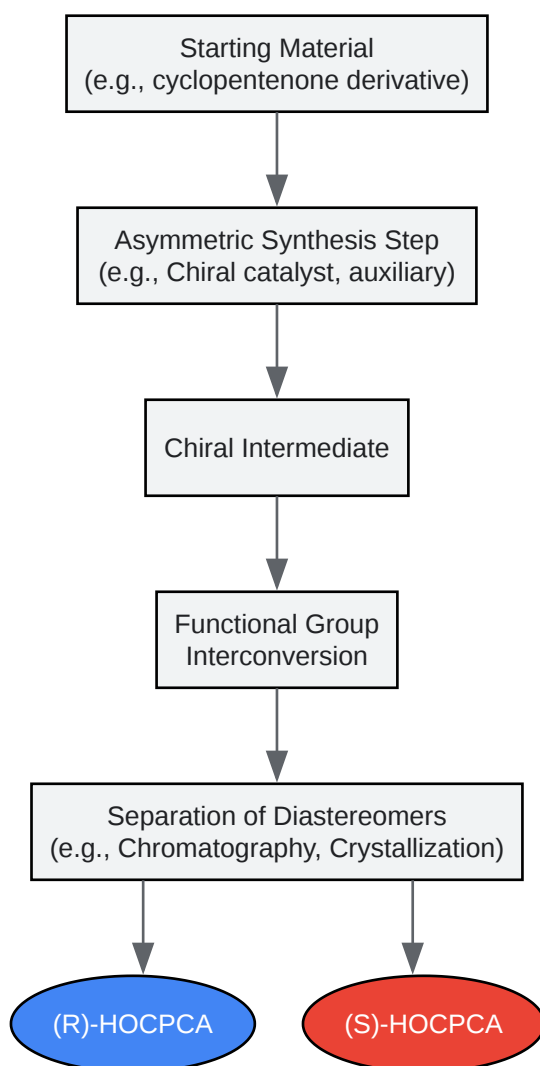 Starting Material
(e.g., cyclopentenone derivative)
Asymmetric Synthesis Step
(e.g., Chiral catalyst, auxiliary)
Chiral Intermediate
Functional Group
Interconversion
Separation of Diastereomers
(e.g., Chromatography, Crystallization)
(R)-HOCPCA
(S)-HOCPCA